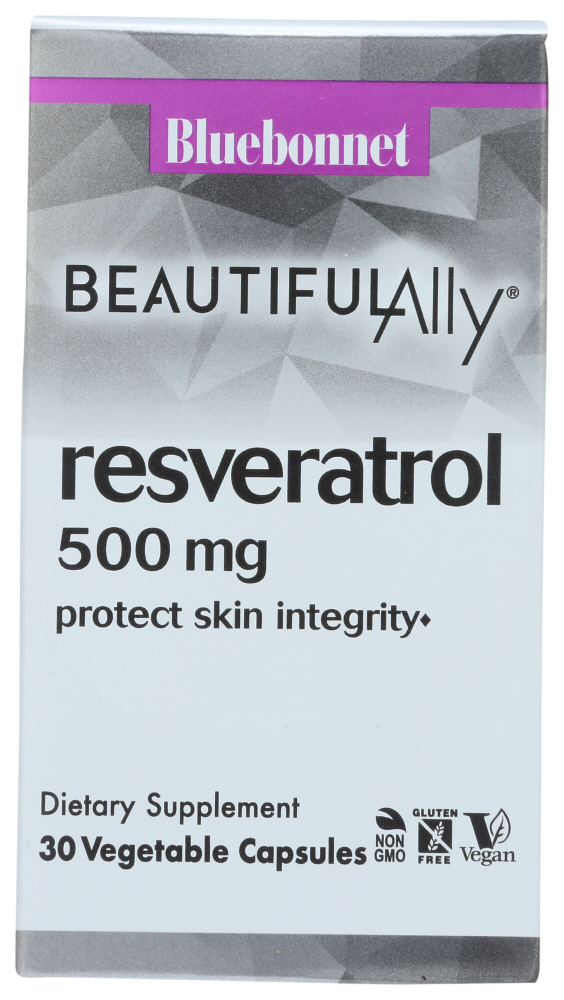 Bluebonnet
BEAUTIFULAlly®
resveratrol
500 mg
protect skin integrity♦
Dietary Supplement
30 Vegetable Capsules
NON
GMO
GLUTEN
FREE
Vegan